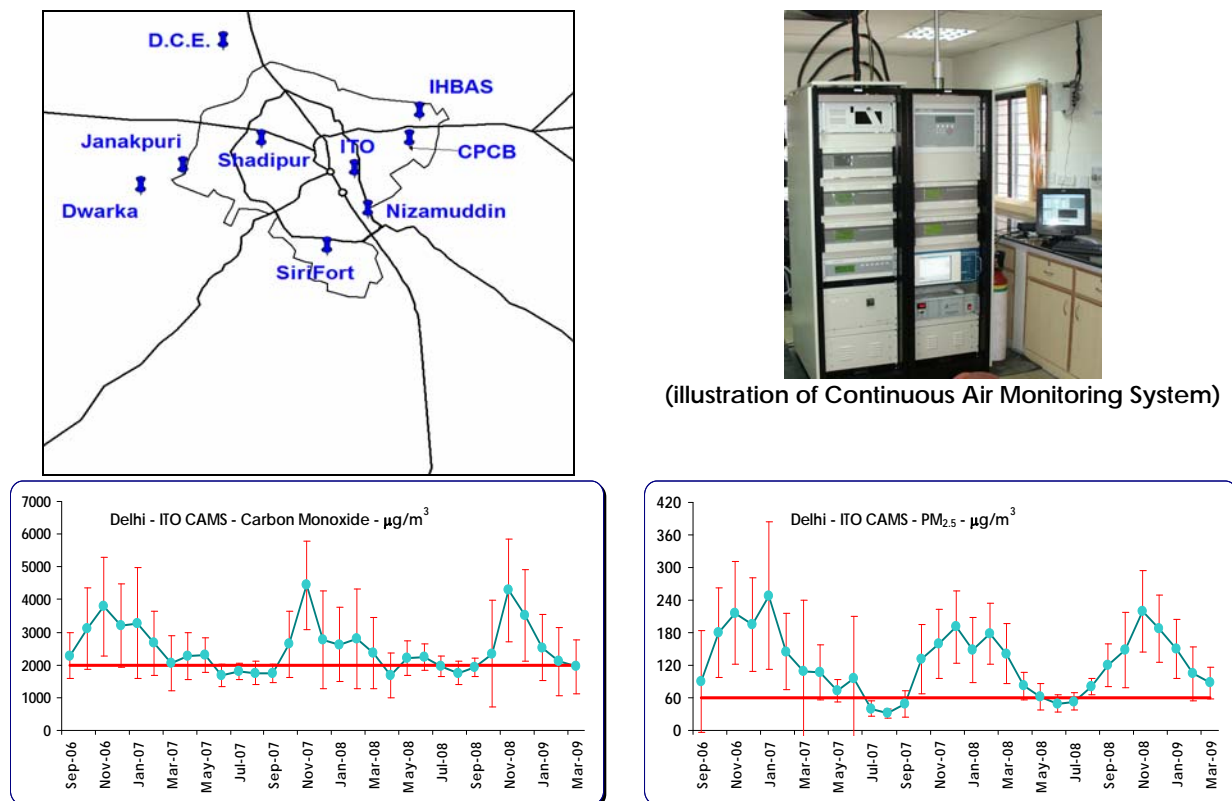 D.C.E.
IHBAS
Janakpuri
Shadipur
ITO
CPCB
Dwarka
Nizamuddin
SiriFort
(illustration of Continuous Air Monitoring System)
Delhi - ITO CAMS - Carbon Monoxide - µg/m³
7000
6000
5000
4000
3000
2000
1000
0
Sep-06
Nov-06
Jan-07
Mar-07
May-07
Jul-07
Sep-07
Nov-07
Jan-08
Mar-08
May-08
Jul-08
Sep-08
Nov-08
Jan-09
Mar-09
Delhi - ITO CAMS - PM₂.₅ - µg/m³
420
360
300
240
180
120
60
0
Sep-06
Nov-06
Jan-07
Mar-07
May-07
Jul-07
Sep-07
Nov-07
Jan-08
Mar-08
May-08
Jul-08
Sep-08
Nov-08
Jan-09
Mar-09